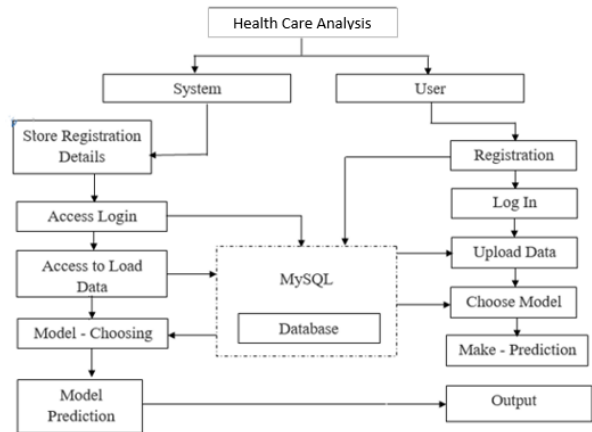 Health Care Analysis
System
User
Store Registration
Details
Registration
Access Login
Log In
Access to Load
Data
MySQL
Upload Data
Database
Choose Model
Model - Choosing
Make - Prediction
Model
Prediction
Output